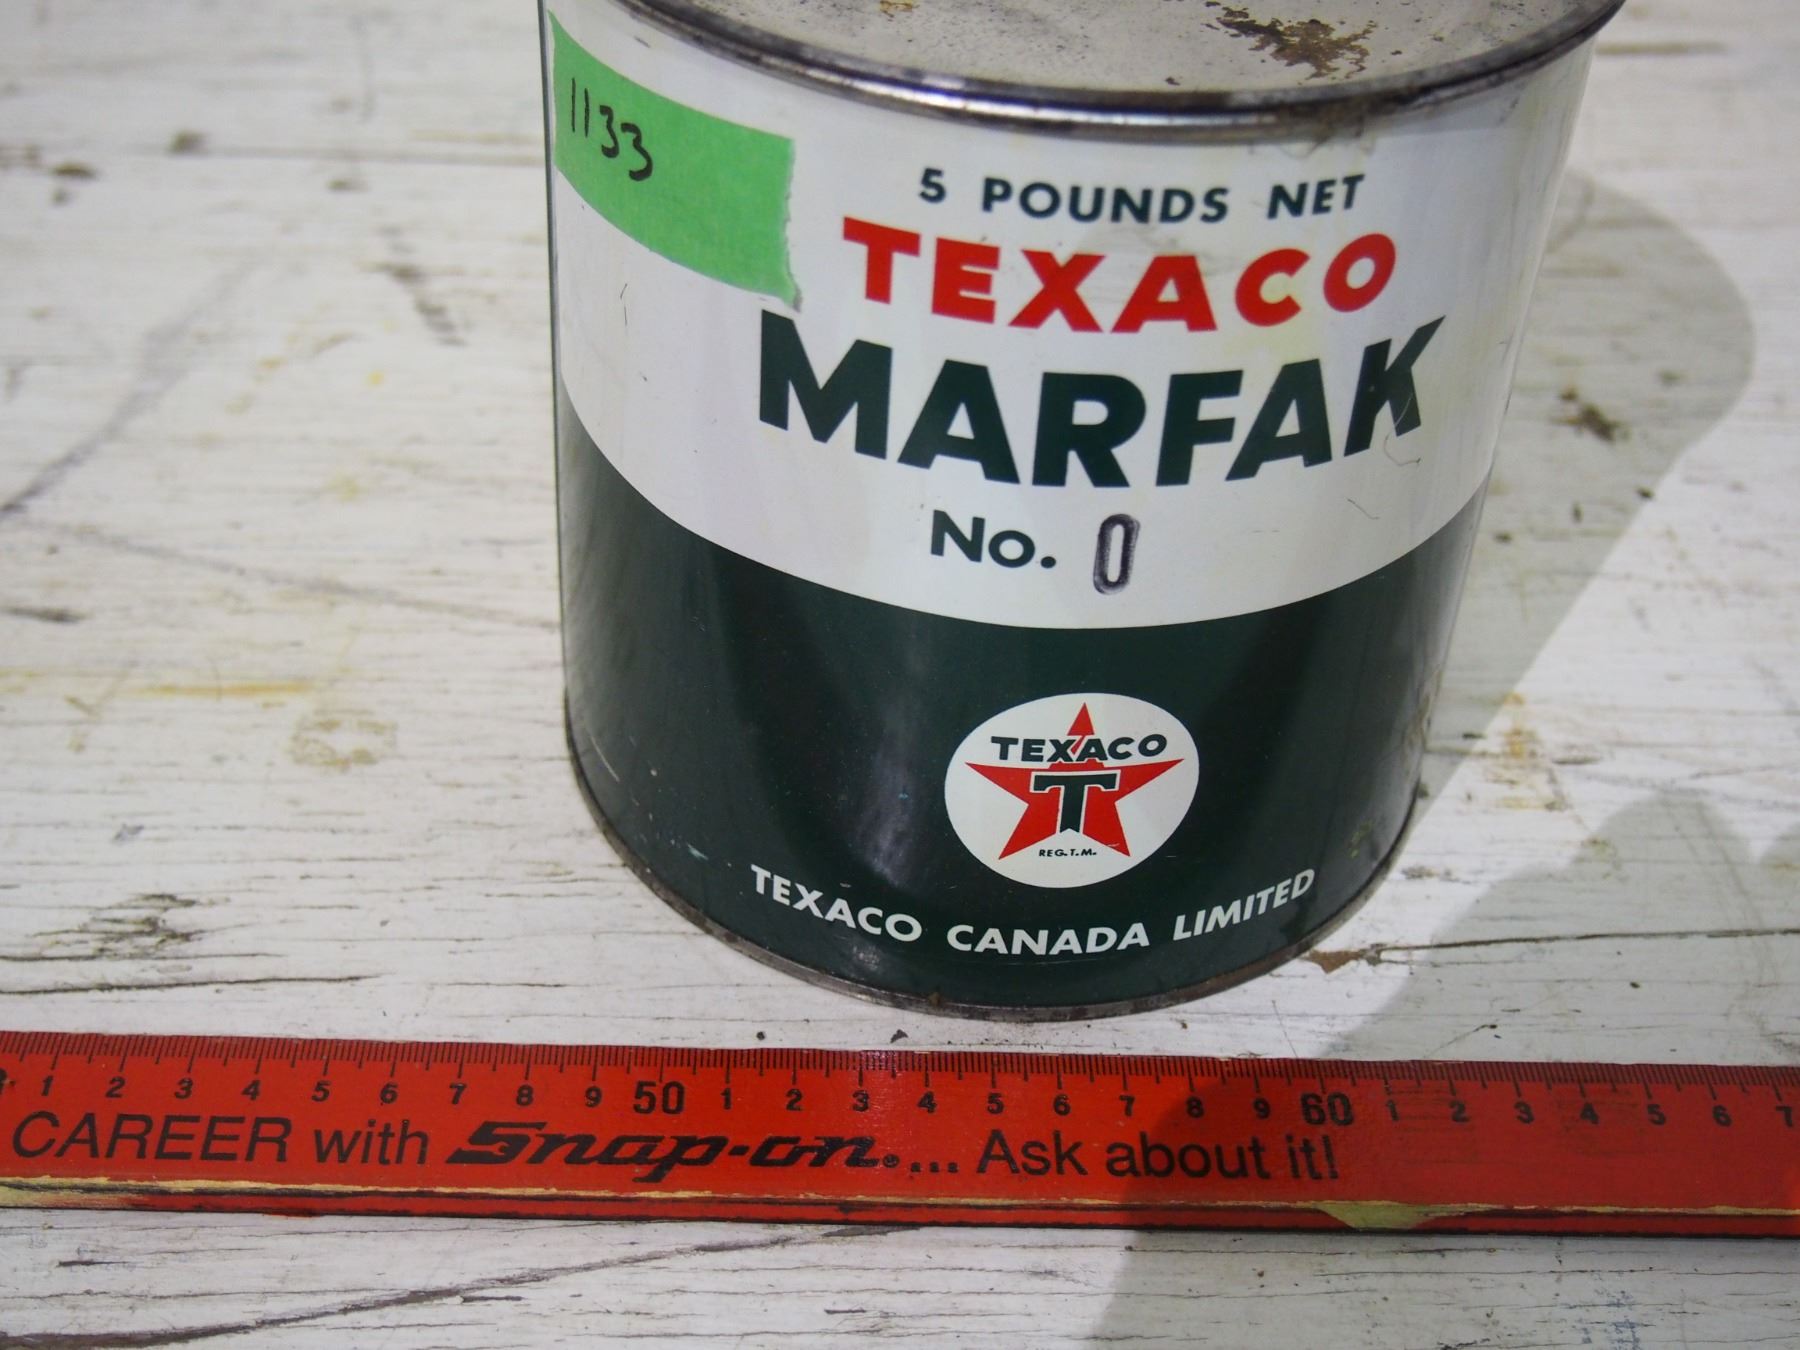 1133
5 POUNDS NET
TEXACO
MARFAK
No. 0
TEXACO
T
REG. T.M.
TEXACO CANADA LIMITED
1 2 3 4 5 6 7 8 9 50 1 2 3 4 5 6 7 8 9 60 1 2 3 4 5 6 7
CAREER with Snap-on®.... Ask about it!